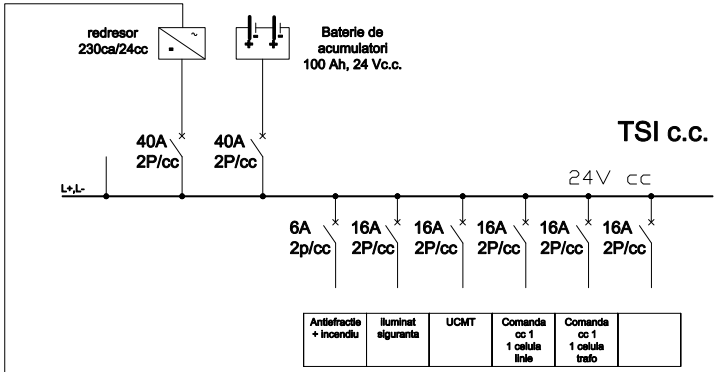 redresor
230ca/24cc
Baterie de
acumulatori
100 Ah, 24 Vc.c.
40A
2P/cc
40A
2P/cc
TSI c.c.
L+,L-
24V cc
6A
2p/cc
16A
2P/cc
16A
2P/cc
16A
2P/cc
16A
2P/cc
16A
2P/cc
Antiefractie
+ incendiu
iluminat
siguranta
UCMT
Comanda
cc 1
1 celula
linie
Comanda
cc 1
1 celula
trafo